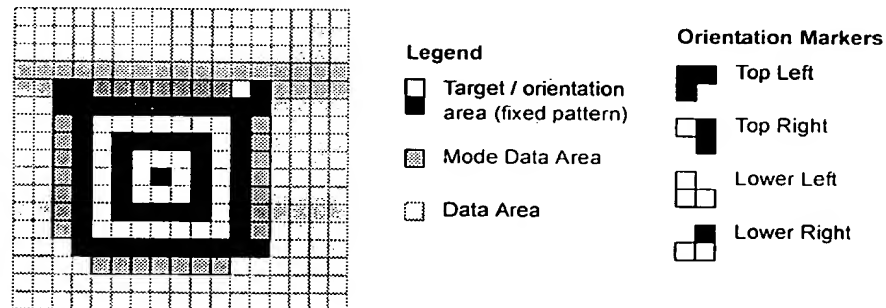 Legend
Target / orientation
area (fixed pattern)
Mode Data Area
Data Area
Orientation Markers
Top Left
Top Right
Lower Left
Lower Right